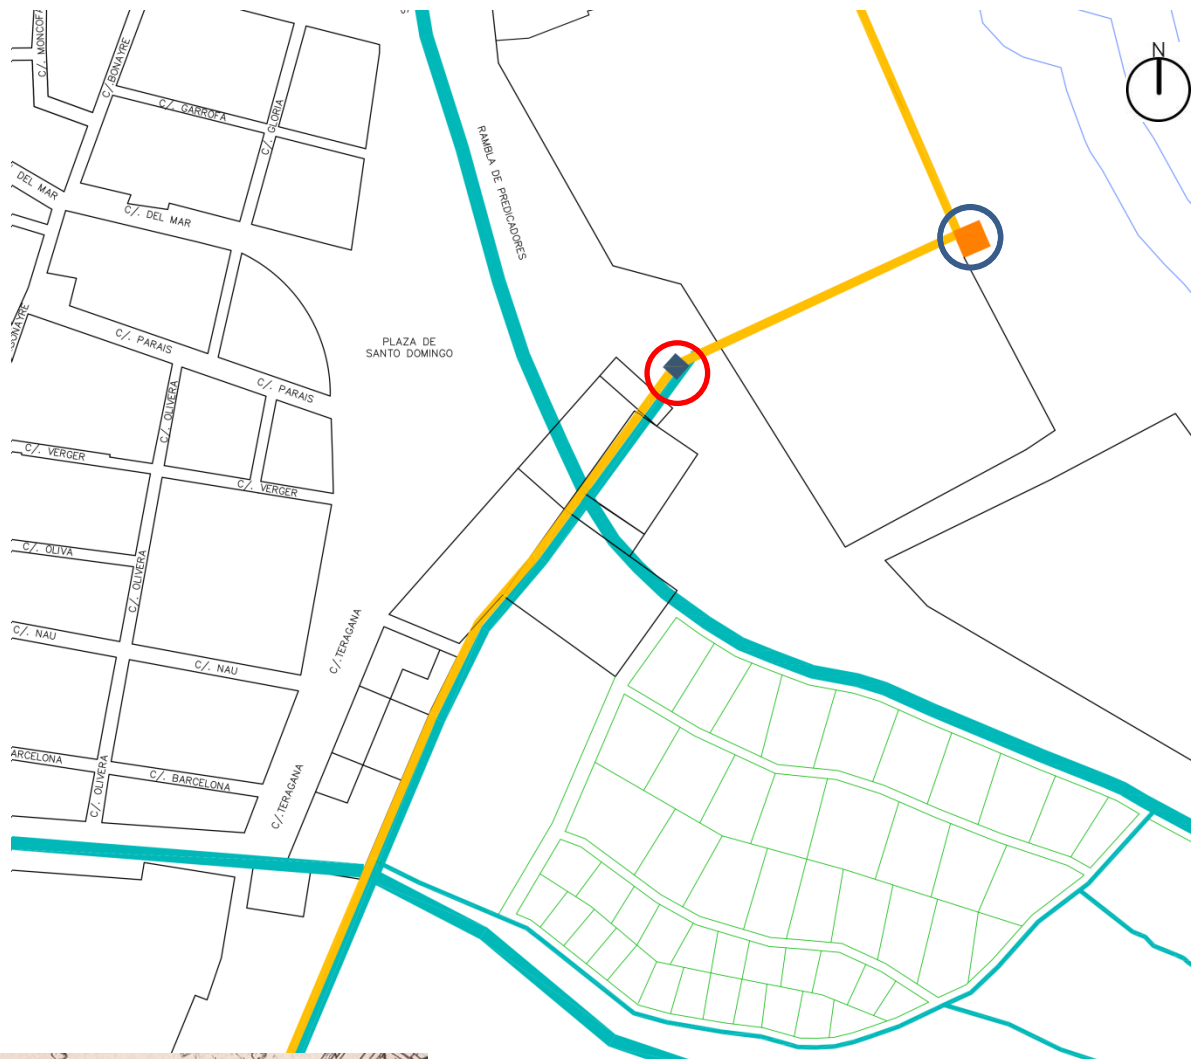 C/. MONCOFA
C/.BONAYRE
C/. GARROFA
C/. GLORIA
N
RAMBLA DE PREDICADORES
DEL MAR
C/. DEL MAR
BONAYRE
C/. PARAIS
PLAZA DE
SANTO DOMINGO
C/. PARAIS
C/. OLIVERA
C/. VERGER
C/. VERGER
C/. OLIVA
C/. OLIVERA
C/. NAU
C/. NAU
C/.TERAGANA
ARCELONA
C/. OLIVERA
C/. BARCELONA
C/.TERAGANA